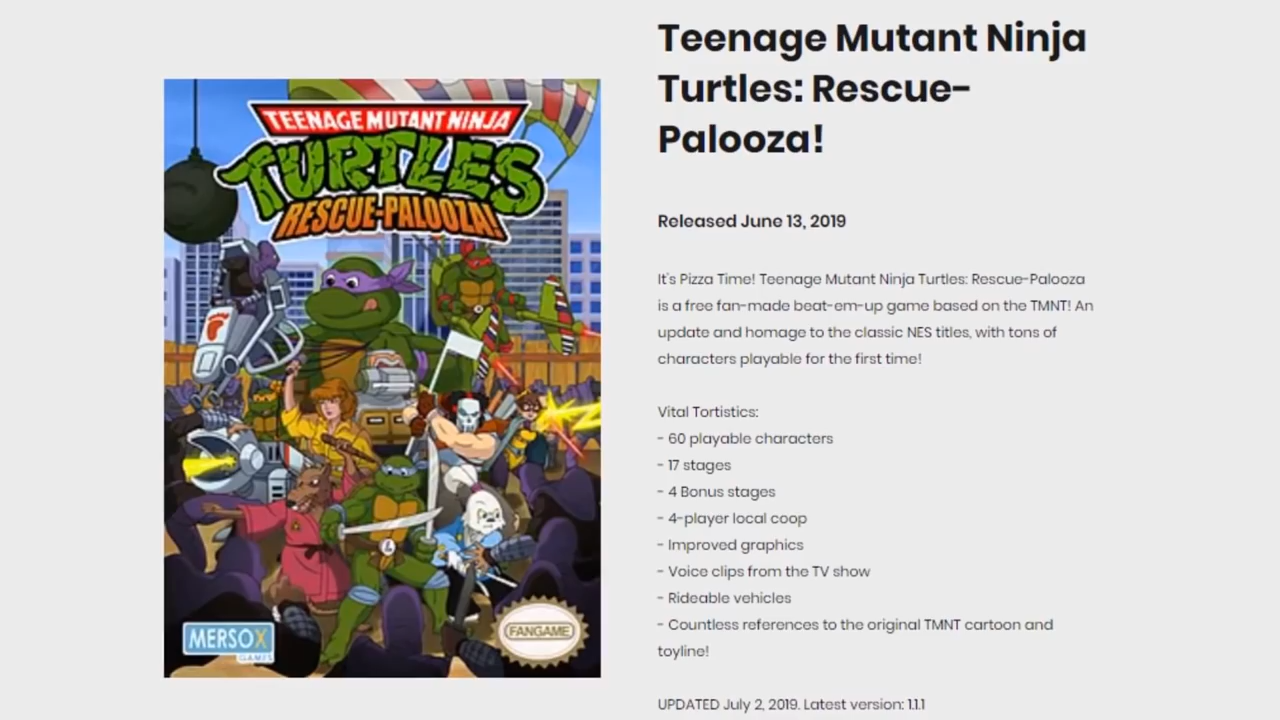 TEENAGE MUTANT NINJA
TURTLES
RESCUE-PALOOZA!
MERSOX
GAMES
FANGAME
Teenage Mutant Ninja
Turtles: Rescue-
Palooza!
Released June 13, 2019
It's Pizza Time! Teenage Mutant Ninja Turtles: Rescue-Palooza
is a free fan-made beat-em-up game based on the TMNT! An
update and homage to the classic NES titles, with tons of
characters playable for the first time!
Vital Tortistics:
- 60 playable characters
- 17 stages
- 4 Bonus stages
- 4-player local coop
- Improved graphics
- Voice clips from the TV show
- Rideable vehicles
- Countless references to the original TMNT cartoon and
toyline!
UPDATED July 2, 2019. Latest version: 1.1.1